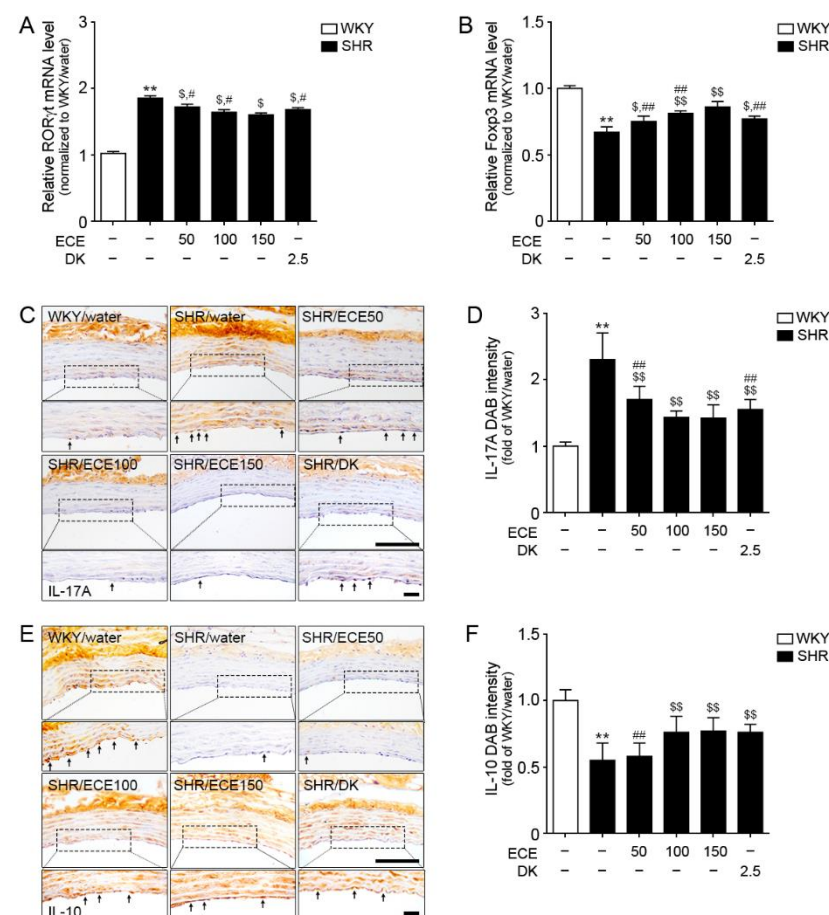 A
Relative RORγt mRNA level
(normalized to WKY/water)
3
2
1
0
WKY
SHR
**
$,#
$,#
$
$,#
ECE – – 50 100 150 –
DK – – – – – 2.5
B
Relative Foxp3 mRNA level
(normalized to WKY/water)
1.5
1.0
0.5
0.0
WKY
SHR
**
$,##
##
$$
$$
$,##
ECE – – 50 100 150 –
DK – – – – – 2.5
C
WKY/water SHR/water SHR/ECE50
SHR/ECE100 SHR/ECE150 SHR/DK
IL-17A
D
IL-17A DAB intensity
(fold of WKY/water)
3
2
1
0
WKY
SHR
**
##
$$
$$
$$
##
$$
ECE – – 50 100 150 –
DK – – – – – 2.5
E
WKY/water SHR/water SHR/ECE50
SHR/ECE100 SHR/ECE150 SHR/DK
IL-10
F
IL-10 DAB intensity
(fold of WKY/water)
1.5
1.0
0.5
0.0
WKY
SHR
**
##
$$
$$
$$
ECE – – 50 100 150 –
DK – – – – – 2.5